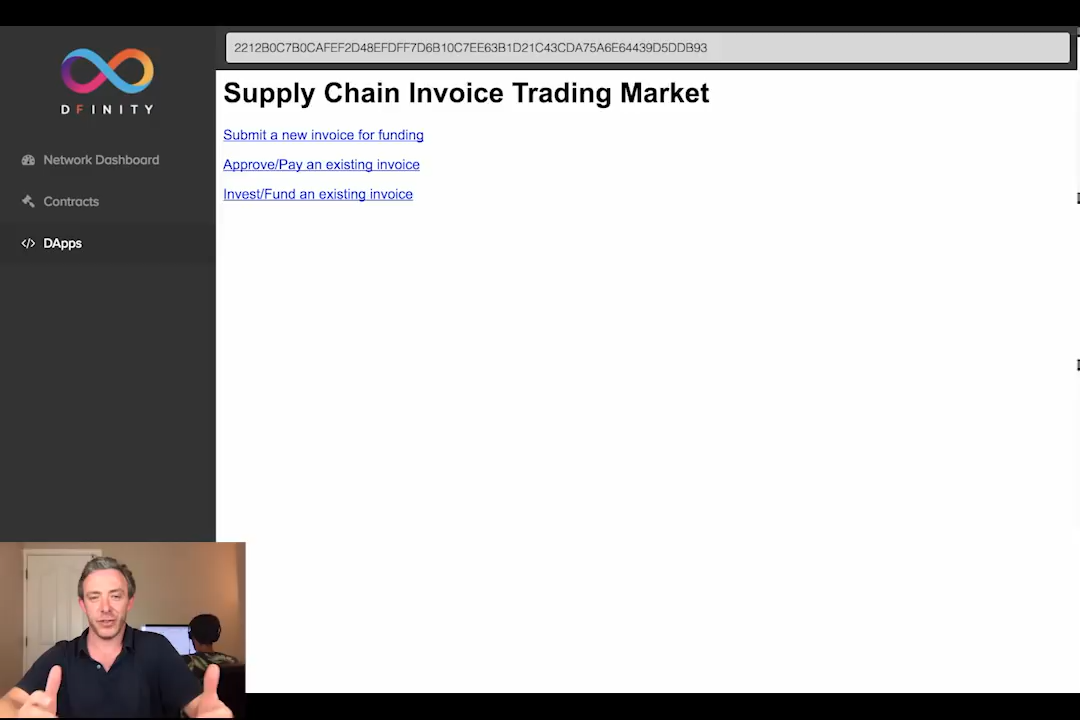 DFINITY
Network Dashboard
Contracts
DApps
2212B0C7B0CAFEF2D48EFDFF7D6B10C7EE63B1D21C43CDA75A6E64439D5DDB93
Supply Chain Invoice Trading Market
Submit a new invoice for funding
Approve/Pay an existing invoice
Invest/Fund an existing invoice